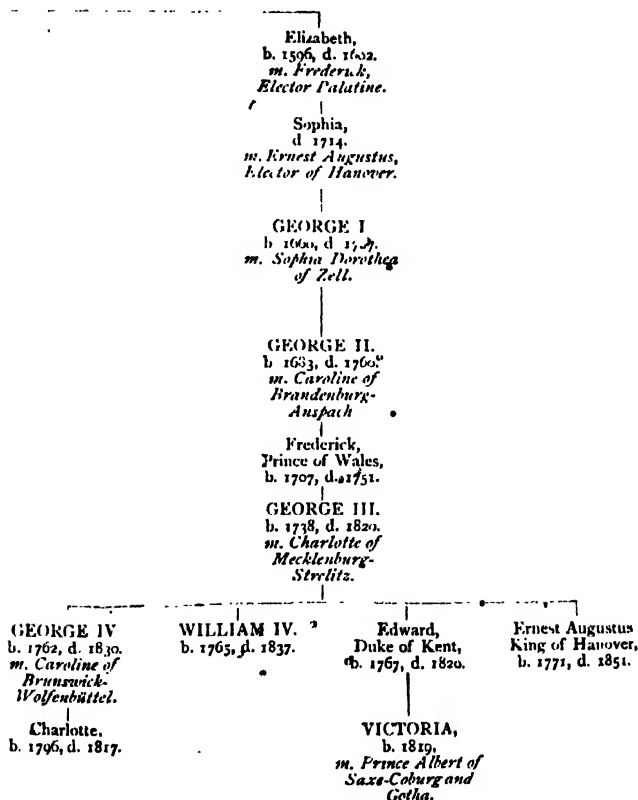 Elizabeth,
b. 1596, d. 1602.
m. Frederick,
Elector Palatine.
Sophia,
d 1714.
m. Ernest Augustus,
Elector of Hanover.
GEORGE I
b 1660, d
m. Sophia Dorothea
of Zell.
GEORGE II.
b 1683, d. 1760.
m. Caroline of
Brandenburg-
Anspach
Frederick,
Prince of Wales,
b. 1707, d. 1751.
GEORGE III.
b. 1738, d. 1820.
m. Charlotte of
Mecklenburg-
Strelitz.
GEORGE IV
b. 1762, d. 1830.
m. Caroline of
Brunswick-
Wolfenbüttel.
Charlotte,
b. 1796, d. 1817.
WILLIAM IV.
b. 1765, d. 1837.
Edward,
Duke of Kent,
b. 1767, d. 1820.
VICTORIA,
b. 1819,
m. Prince Albert of
Saxe-Coburg and
Gotha.
Ernest Augustus
King of Hanover,
b. 1771, d. 1851.